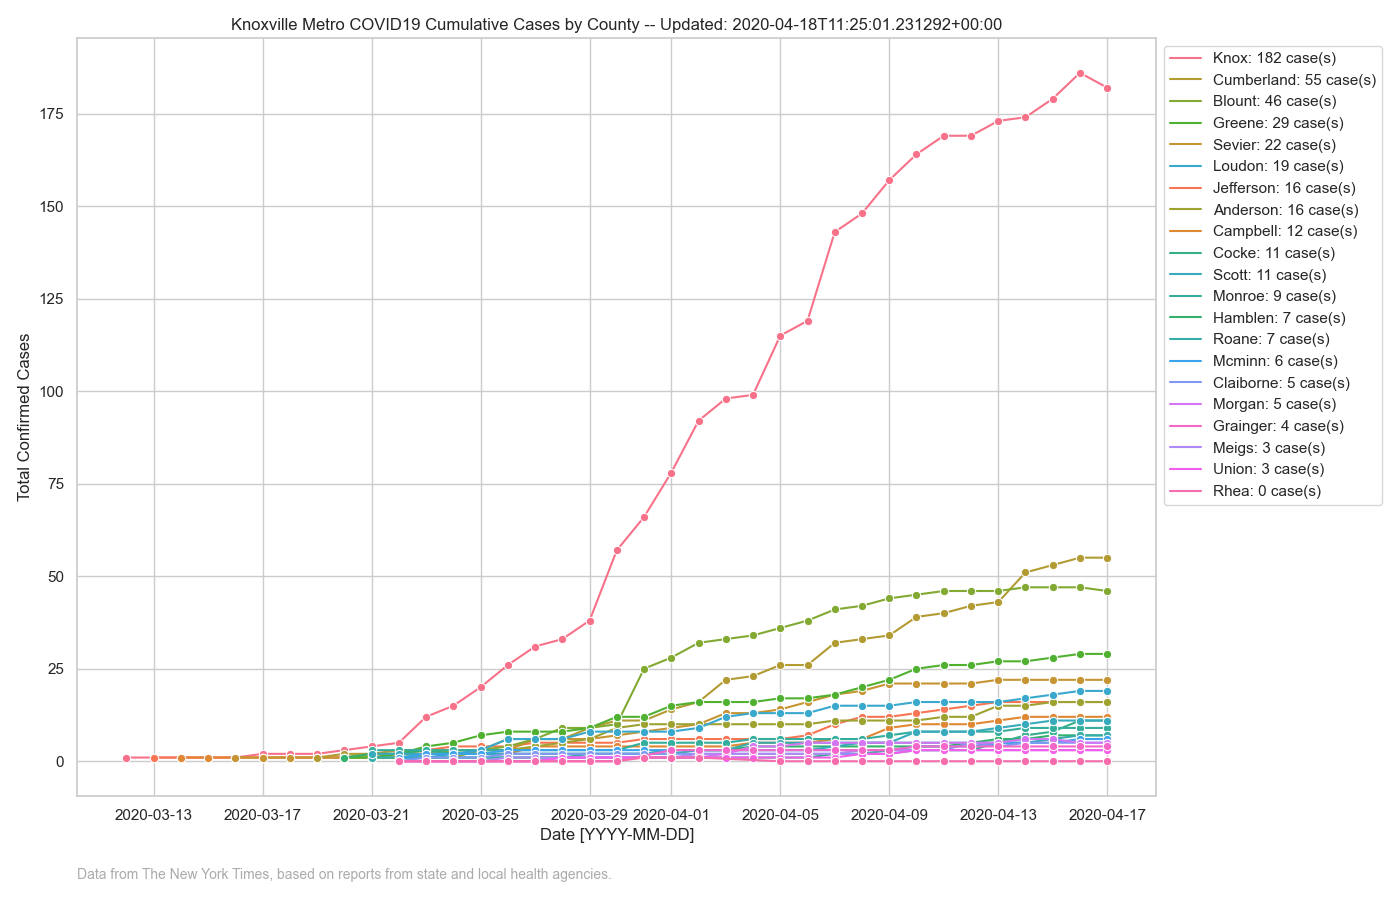 Knoxville Metro COVID19 Cumulative Cases by County -- Updated: 2020-04-18T11:25:01.231292+00:00
Knox: 182 case(s)
Cumberland: 55 case(s)
Blount: 46 case(s)
Greene: 29 case(s)
Sevier: 22 case(s)
Loudon: 19 case(s)
Jefferson: 16 case(s)
Anderson: 16 case(s)
Campbell: 12 case(s)
Cocke: 11 case(s)
Scott: 11 case(s)
Monroe: 9 case(s)
Hamblen: 7 case(s)
Roane: 7 case(s)
Mcminn: 6 case(s)
Claiborne: 5 case(s)
Morgan: 5 case(s)
Grainger: 4 case(s)
Meigs: 3 case(s)
Union: 3 case(s)
Rhea: 0 case(s)
Total Confirmed Cases
175
150
125
100
75
50
25
0
2020-03-13 2020-03-17 2020-03-21 2020-03-25 2020-03-29 2020-04-01 2020-04-05 2020-04-09 2020-04-13 2020-04-17
Date [YYYY-MM-DD]
Data from The New York Times, based on reports from state and local health agencies.